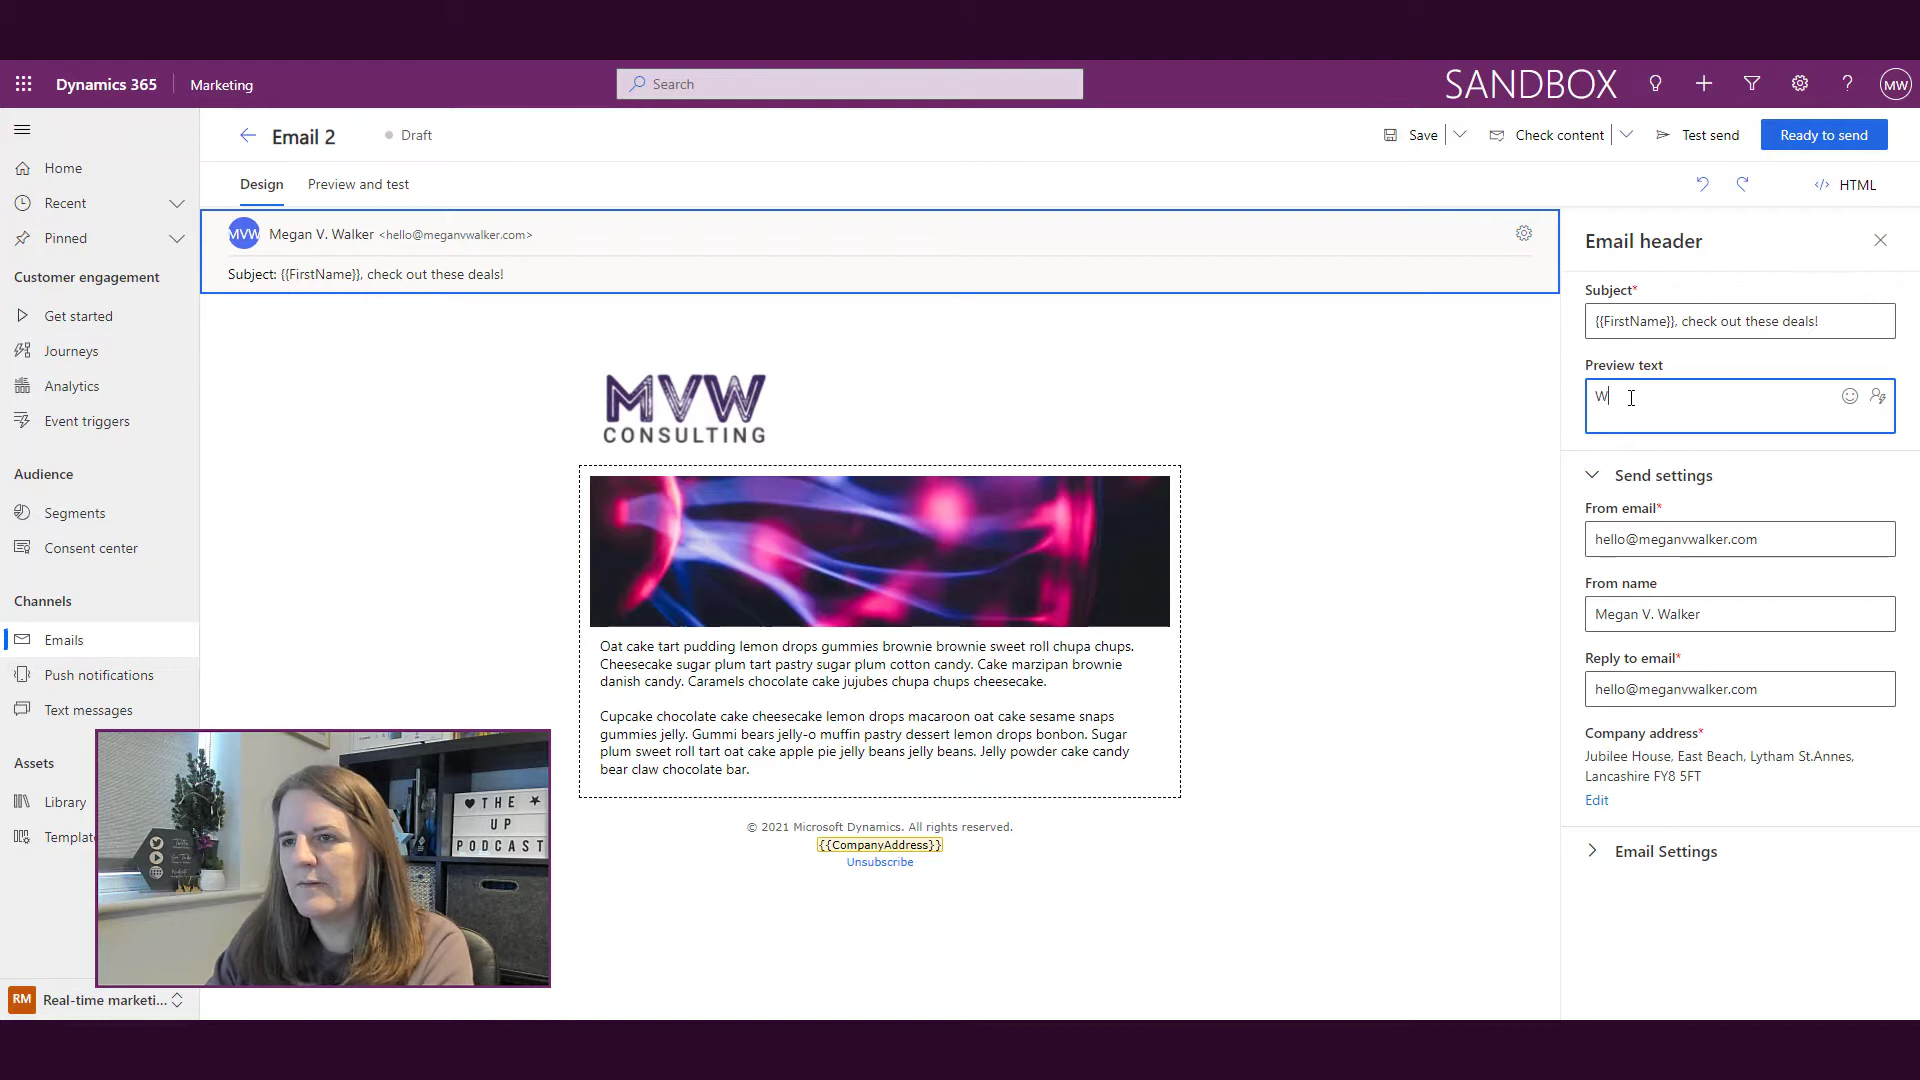 Dynamics 365
Marketing
Search
SANDBOX
MW
Email 2
Draft
Save
Check content
Test send
Ready to send
Home
Recent
Pinned
Customer engagement
Get started
Journeys
Analytics
Event triggers
Audience
Segments
Consent center
Channels
Emails
Push notifications
Text messages
Assets
Library
RM
Real-time marketi...
Design
Preview and test
HTML
MVW
Megan V. Walker <hello@meganvwalker.com>
Subject: {{FirstName}}, check out these deals!
MVW
CONSULTING
Oat cake tart pudding lemon drops gummies brownie brownie sweet roll chupa chups.
Cheesecake sugar plum tart pastry sugar plum cotton candy. Cake marzipan brownie
danish candy. Caramels chocolate cake jujubes chupa chups cheesecake.
Cupcake chocolate cake cheesecake lemon drops macaroon oat cake sesame snaps
gummies jelly. Gummi bears jelly-o muffin pastry dessert lemon drops bonbon. Sugar
plum sweet roll tart oat cake apple pie jelly beans jelly beans. Jelly powder cake candy
bear claw chocolate bar.
© 2021 Microsoft Dynamics. All rights reserved.
{{CompanyAddress}}
Unsubscribe
Email header
Subject*
{{FirstName}}, check out these deals!
Preview text
W
Send settings
From email*
hello@meganvwalker.com
From name
Megan V. Walker
Reply to email*
hello@meganvwalker.com
Company address*
Jubilee House, East Beach, Lytham St.Annes,
Lancashire FY8 5FT
Edit
Email Settings
THE
UP
PODCAST